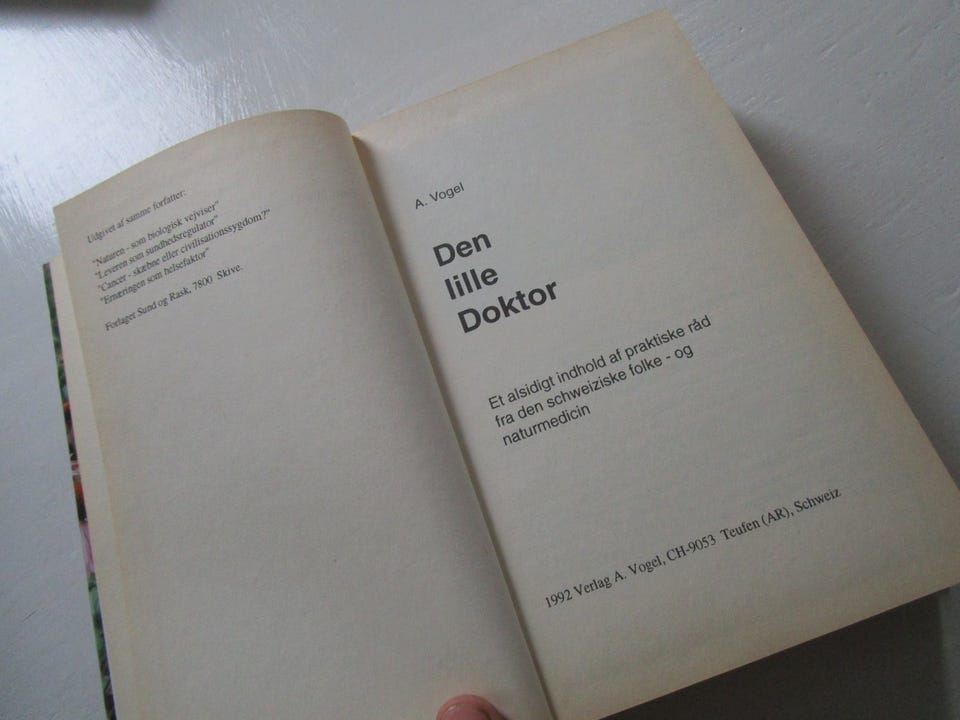 Udgivet af samme forfatter:
"Naturen - som biologisk vejviser"
"Leveren som sundhedsregulator"
"Cancer - skæbne eller civilisationssygdom?"
"Ernæringen som helsefaktor"
Forlaget Sund og Rask, 7800 Skive.
A. Vogel
Den
lille
Doktor
Et alsidigt indhold af praktiske råd
fra den schweiziske folke - og
naturmedicin
1992 Verlag A. Vogel, CH-9053 Teufen (AR), Schweiz